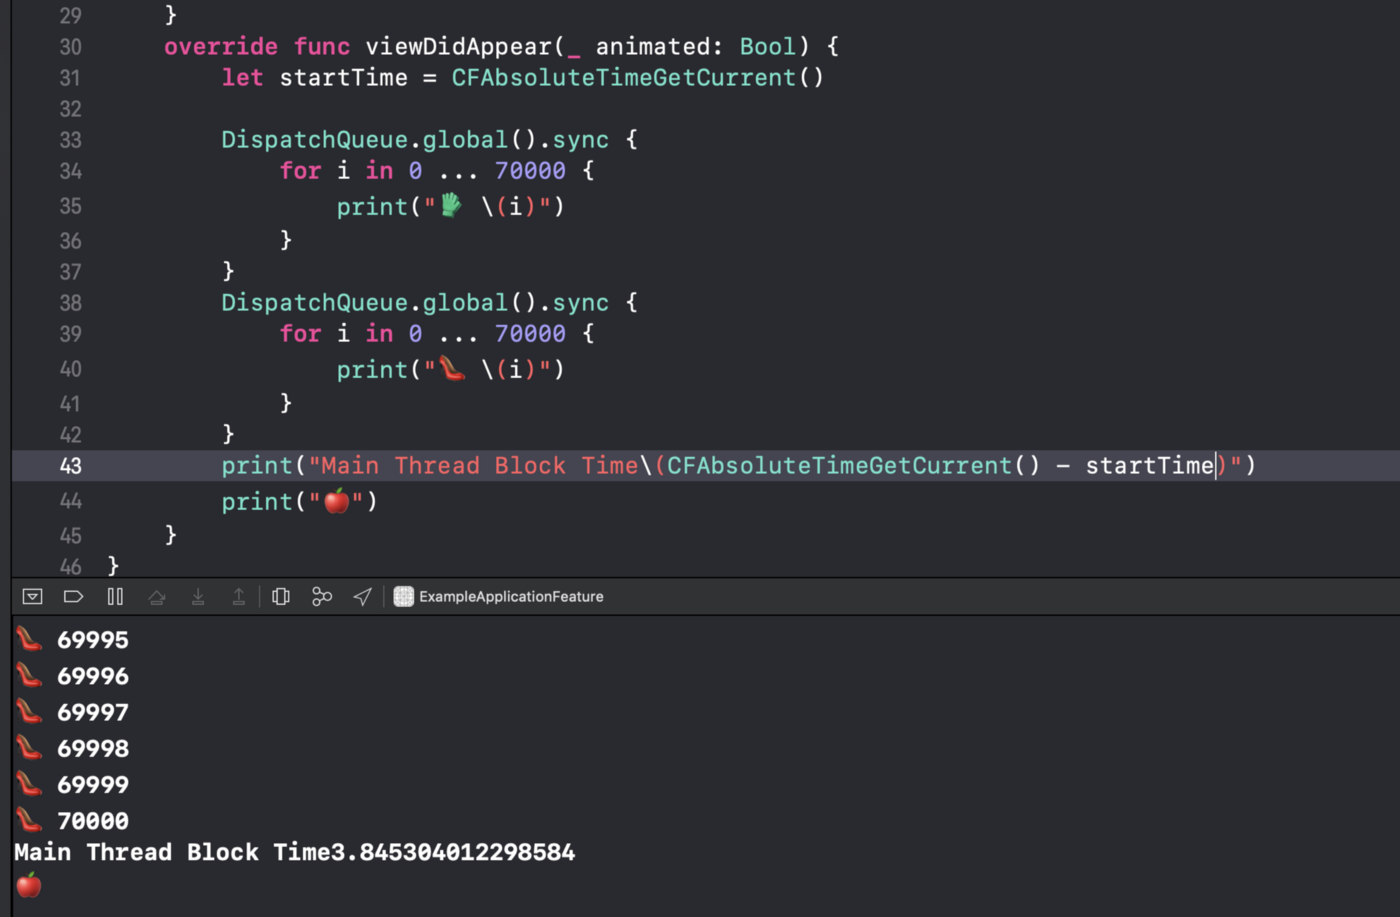 29 }
30 override func viewDidAppear(_ animated: Bool) {
31 let startTime = CFAbsoluteTimeGetCurrent()
32
33 DispatchQueue.global().sync {
34 for i in 0 ... 70000 {
35 print("🧤 \(i)")
36 }
37 }
38 DispatchQueue.global().sync {
39 for i in 0 ... 70000 {
40 print("👠 \(i)")
41 }
42 }
43 print("Main Thread Block Time\(CFAbsoluteTimeGetCurrent() - startTime)")
44 print("🍎")
45 }
46 }
ExampleApplicationFeature
👠 69995
👠 69996
👠 69997
👠 69998
👠 69999
👠 70000
Main Thread Block Time3.845304012298584
🍎